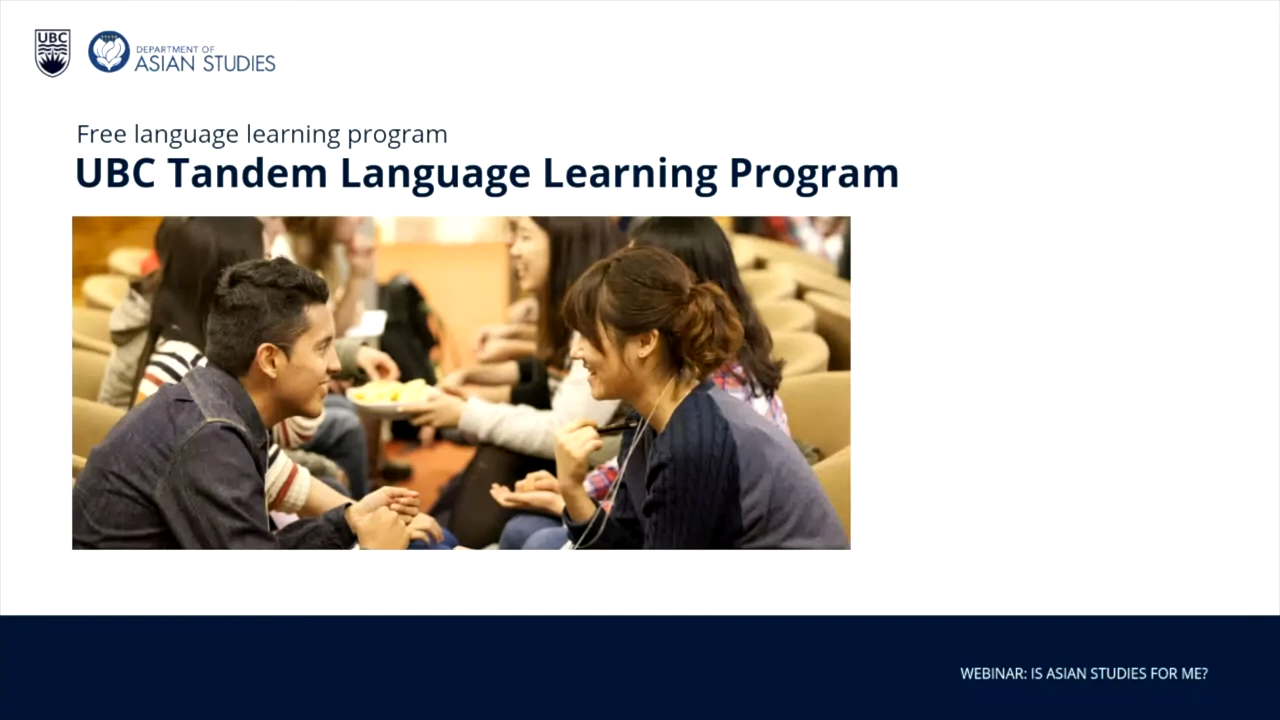 UBC
DEPARTMENT OF
ASIAN STUDIES
Free language learning program
UBC Tandem Language Learning Program
WEBINAR: IS ASIAN STUDIES FOR ME?